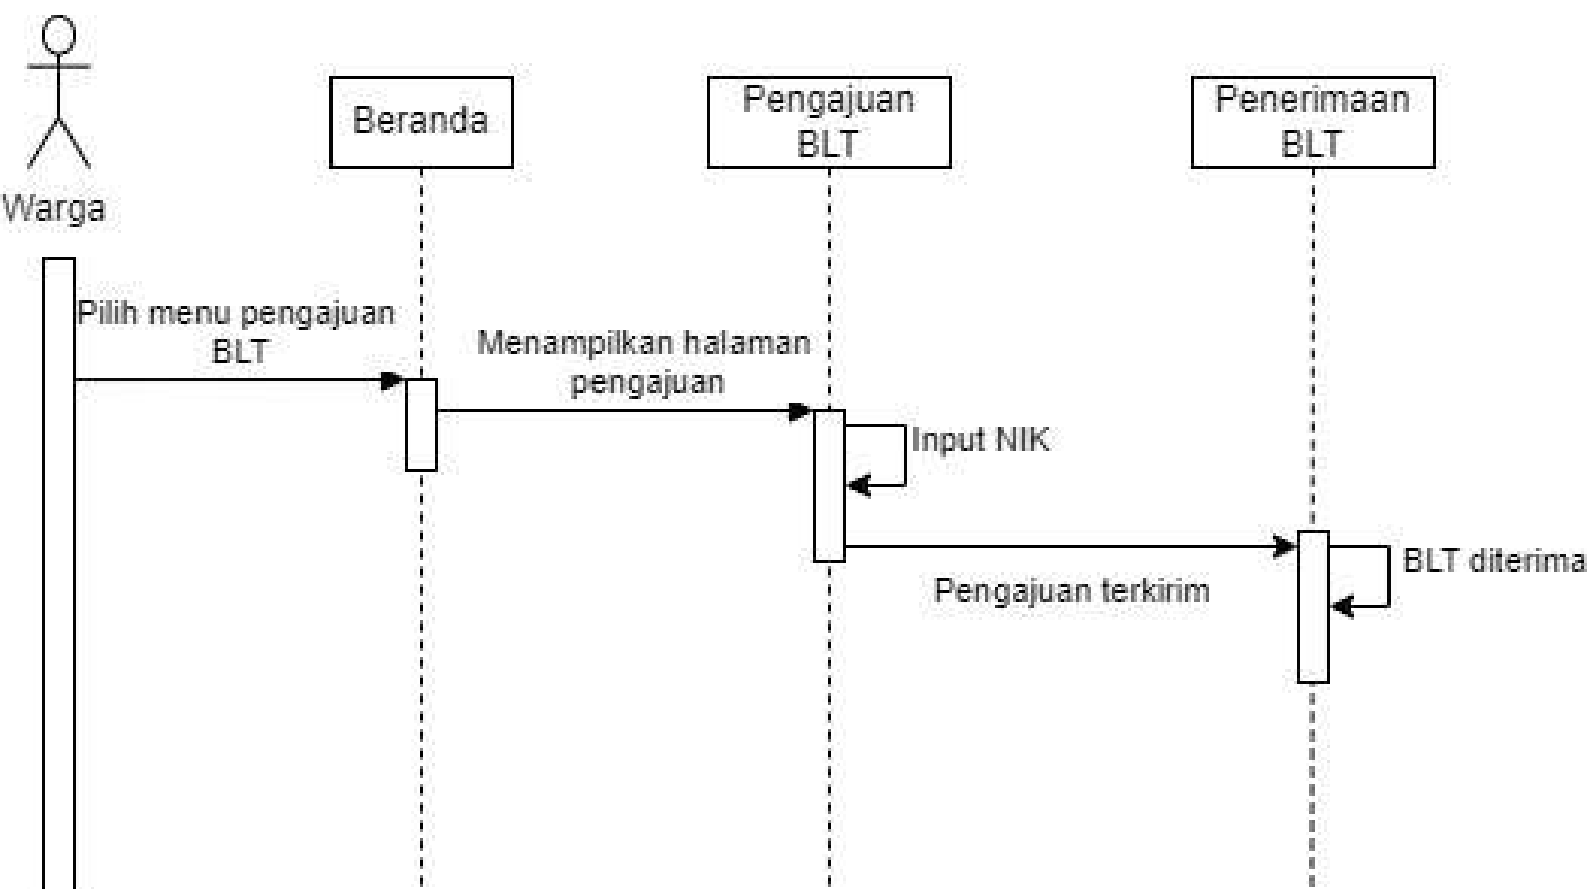 Warga
Beranda
Pengajuan
BLT
Penerimaan
BLT
Pilih menu pengajuan
BLT
Menampilkan halaman
pengajuan
Input NIK
Pengajuan terkirim
BLT diterima